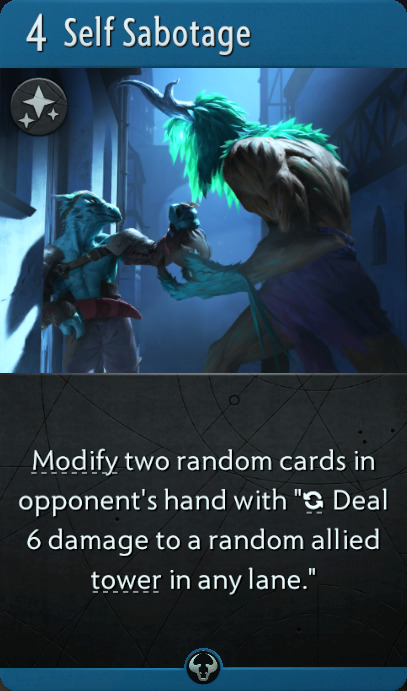 4 Self Sabotage
Modify two random cards in
opponent's hand with " Deal
6 damage to a random allied
tower in any lane."